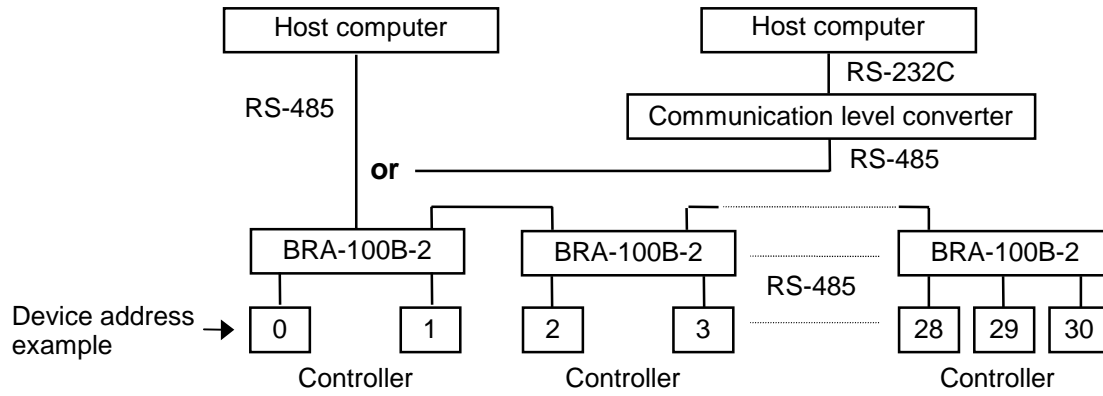 Host computer
Host computer
RS-232C
RS-485
Communication level converter
or
RS-485
BRA-100B-2
BRA-100B-2
BRA-100B-2
RS-485
Device address
example
0
1
2
3
28
29
30
Controller
Controller
Controller